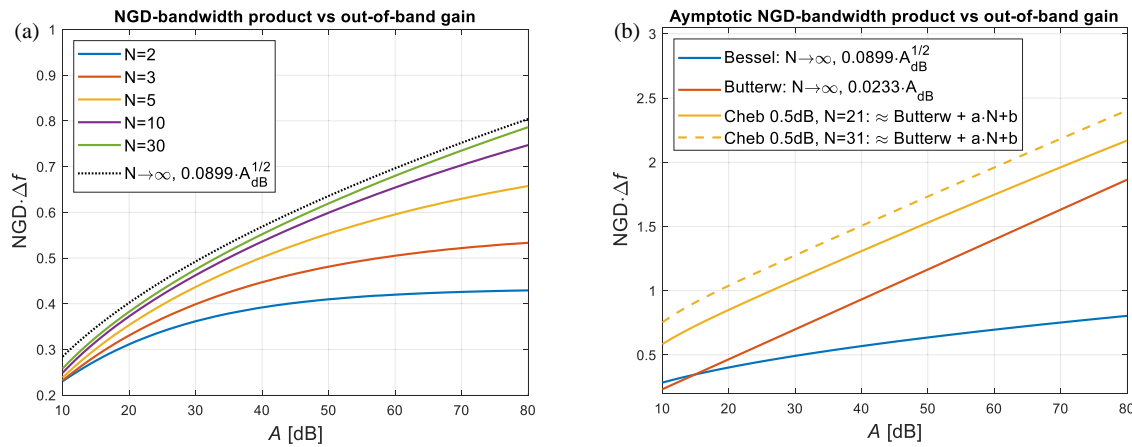 (a)
NGD-bandwidth product vs out-of-band gain
NGD·Δf
1
0.9
0.8
0.7
0.6
0.5
0.4
0.3
0.2
N=2
N=3
N=5
N=10
N=30
N→∞, 0.0899·A_dB^1/2
10 20 30 40 50 60 70 80
A [dB]
(b)
Aymptotic NGD-bandwidth product vs out-of-band gain
NGD·Δf
3
2.5
2
1.5
1
0.5
Bessel: N→∞, 0.0899·A_dB^1/2
Butterw: N→∞, 0.0233·A_dB
Cheb 0.5dB, N=21: ≈ Butterw + a·N+b
Cheb 0.5dB, N=31: ≈ Butterw + a·N+b
10 20 30 40 50 60 70 80
A [dB]